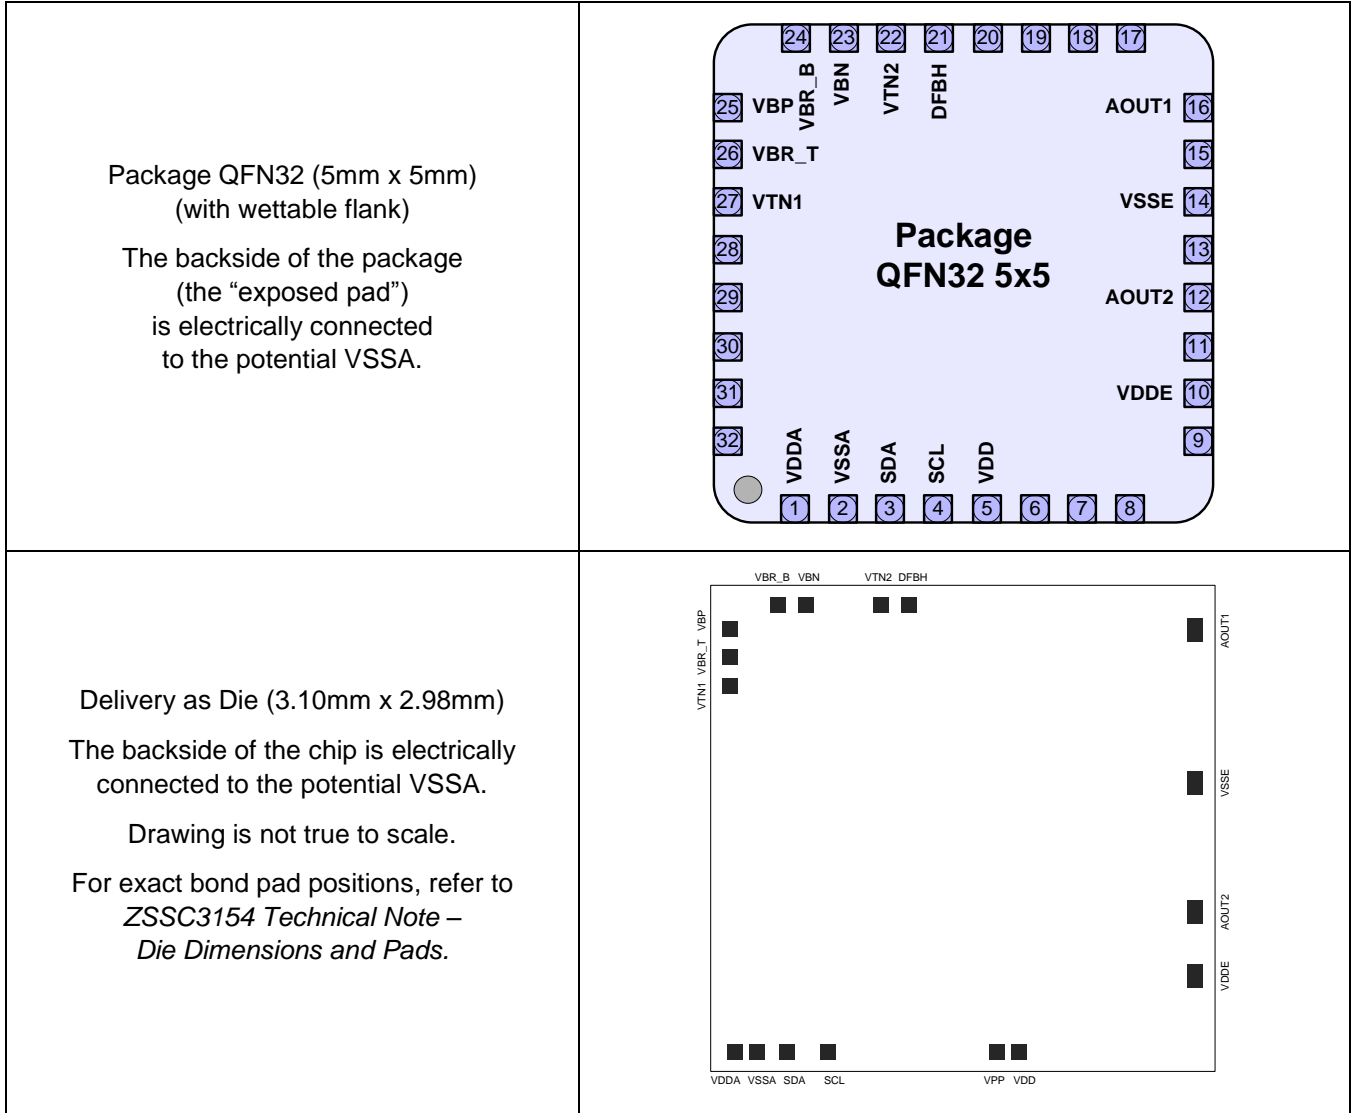 Package QFN32 (5mm x 5mm)
(with wettable flank)
The backside of the package
(the “exposed pad”)
is electrically connected
to the potential VSSA.
24 23 22 21 20 19 18 17
VBR_B VBN VTN2 DFBH
25 VBP AOUT1 16
26 VBR_T 15
27 VTN1 VSSE 14
28 13
Package
QFN32 5x5
29 AOUT2 12
30 11
31 VDDE 10
32 9
VDDA VSSA SDA SCL VDD
1 2 3 4 5 6 7 8
Delivery as Die (3.10mm x 2.98mm)
The backside of the chip is electrically
connected to the potential VSSA.
Drawing is not true to scale.
For exact bond pad positions, refer to
ZSSC3154 Technical Note –
Die Dimensions and Pads.
VBR_B VBN VTN2 DFBH
VBP
VBR_T
VTN1
AOUT1
VSSE
AOUT2
VDDE
VDDA VSSA SDA SCL VPP VDD